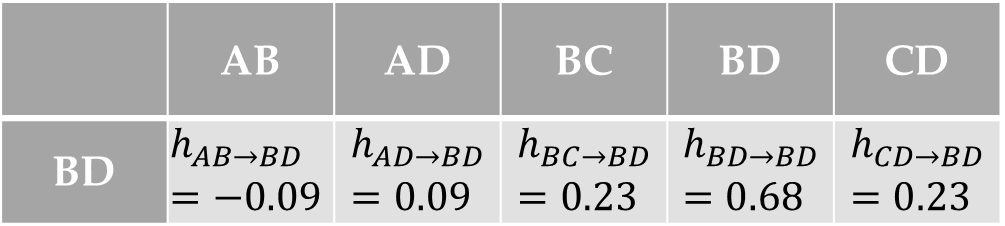 AB AD BC BD CD
BD h_{AB→BD} = −0.09 h_{AD→BD} = 0.09 h_{BC→BD} = 0.23 h_{BD→BD} = 0.68 h_{CD→BD} = 0.23